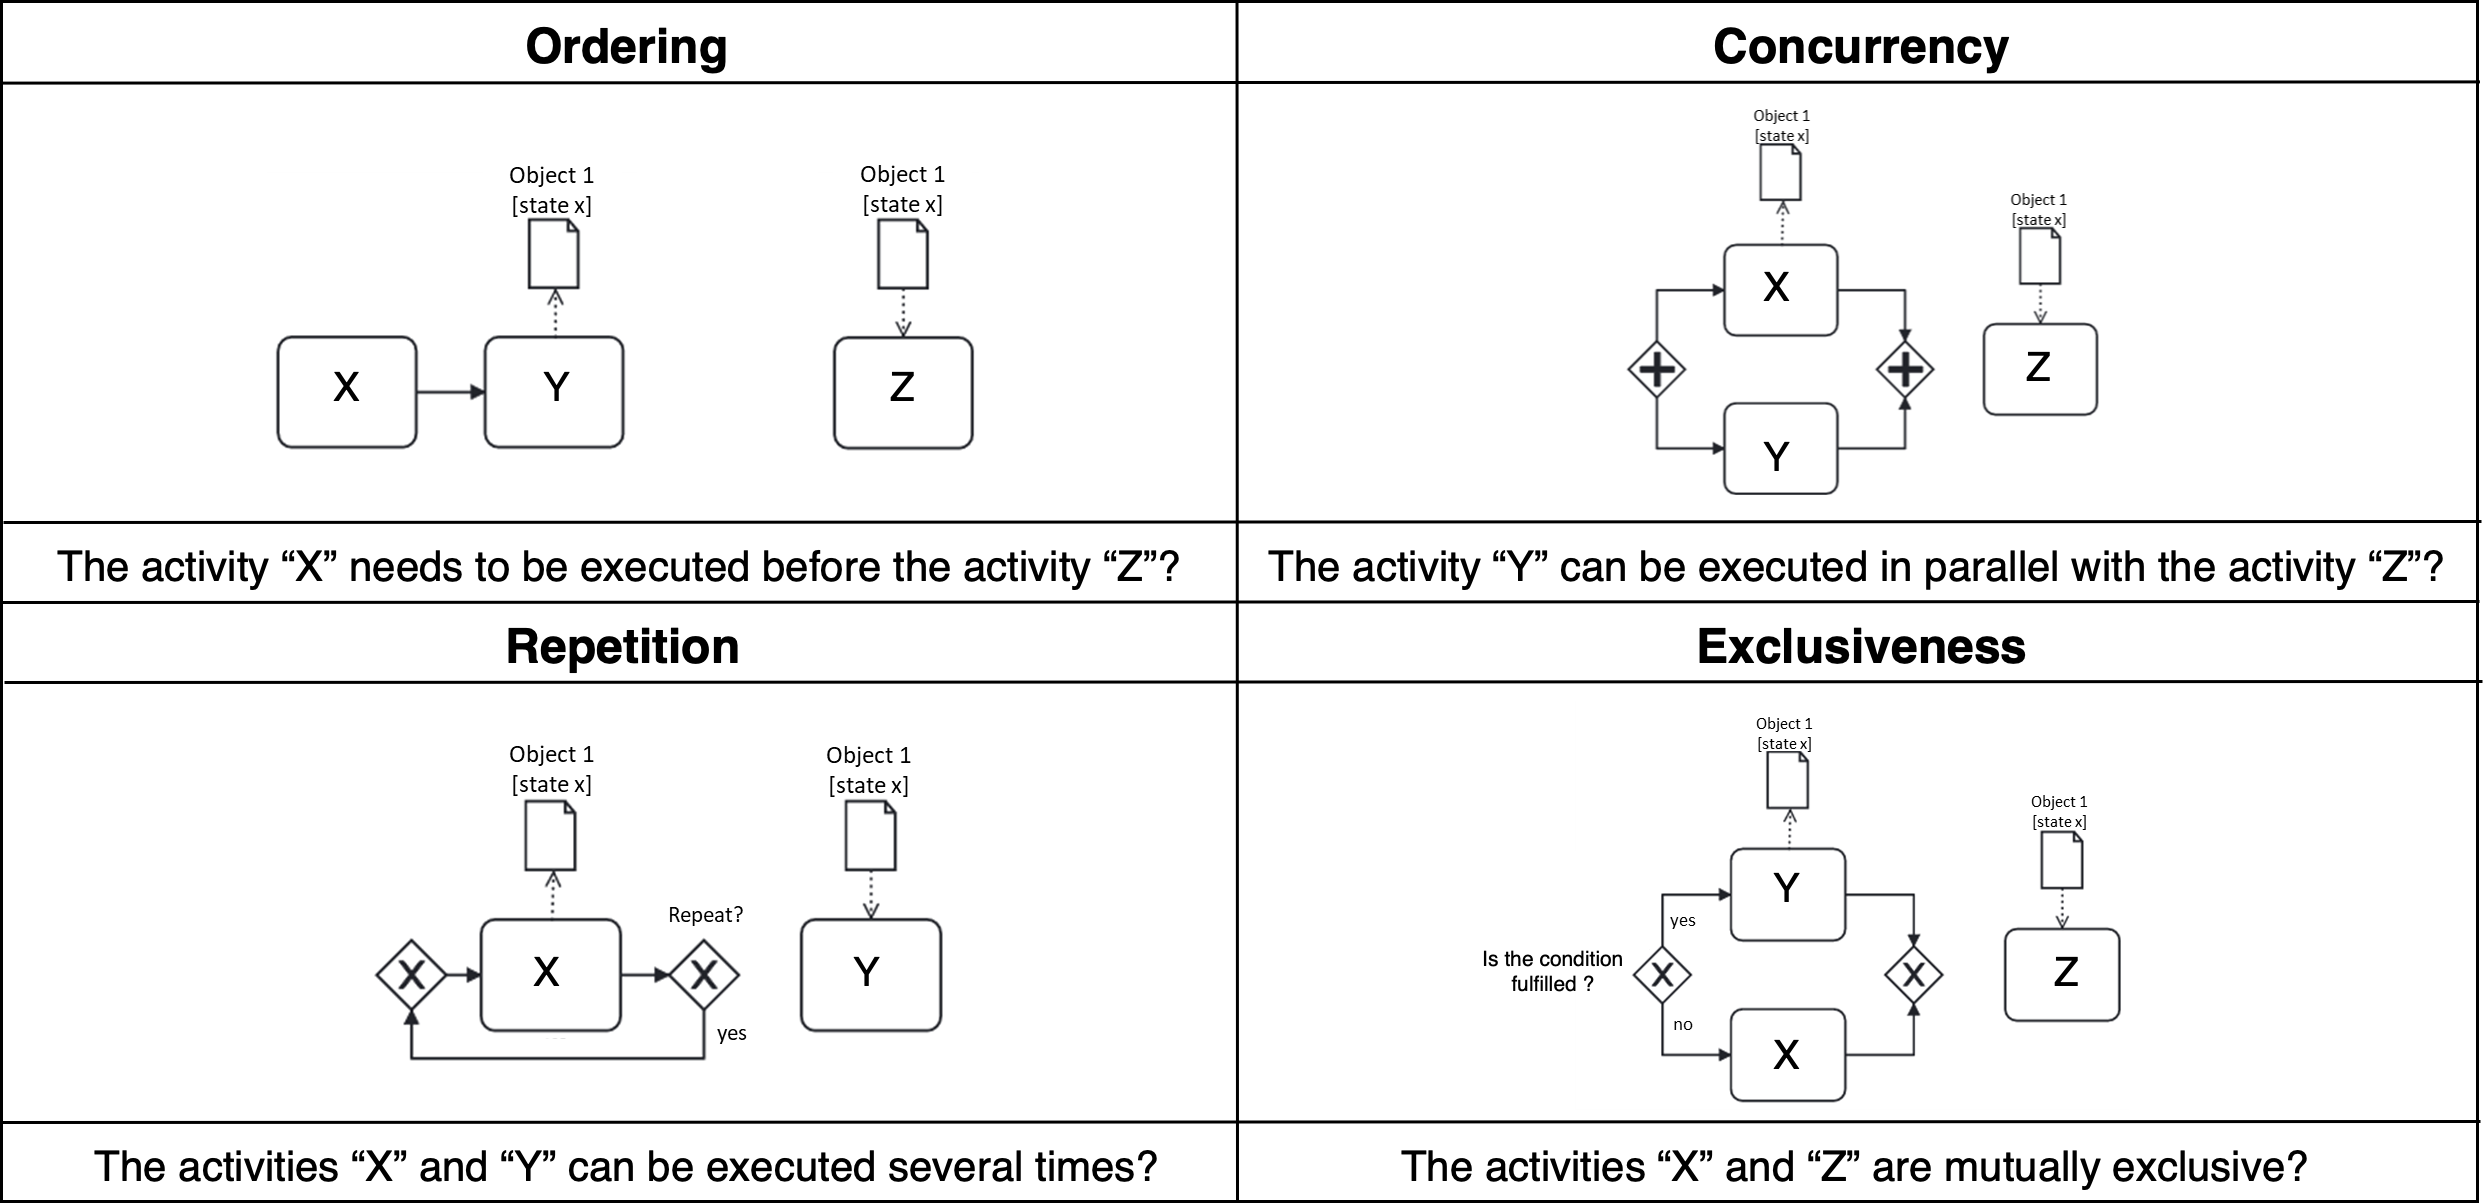 Ordering
Concurrency
Object 1
[state x]
Object 1
[state x]
X
Y
Z
Object 1
[state x]
Object 1
[state x]
X
Z
Y
The activity “X” needs to be executed before the activity “Z”?
The activity “Y” can be executed in parallel with the activity “Z”?
Repetition
Exclusiveness
Object 1
[state x]
Object 1
[state x]
Repeat?
X
X
X
Y
yes
Object 1
[state x]
Object 1
[state x]
Y
yes
Is the condition
fulfilled ?
X
X
Z
no
X
The activities “X” and “Y” can be executed several times?
The activities “X” and “Z” are mutually exclusive?